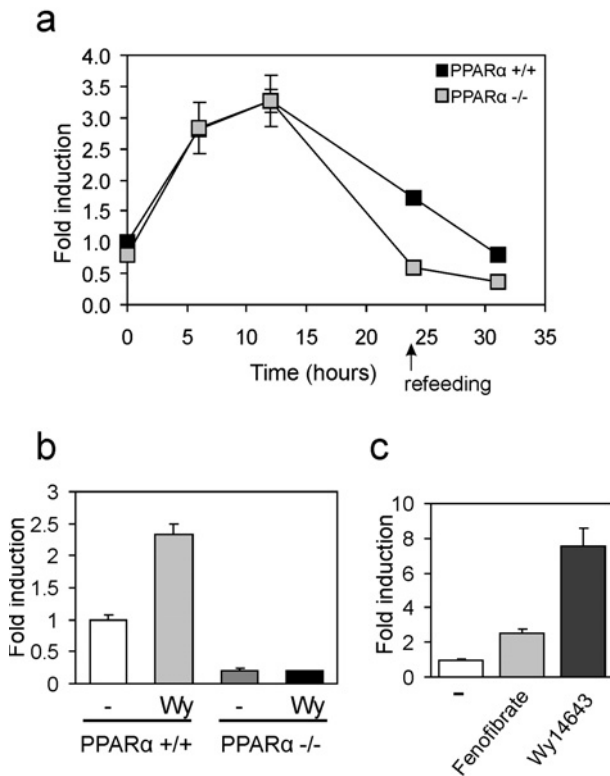 a
Fold induction
4.0
3.5
3.0
2.5
2.0
1.5
1.0
0.5
0.0
PPARα +/+
PPARα -/-
0 5 10 15 20 25 30 35
Time (hours)
refeeding
b
Fold induction
3
2.5
2
1
0.5
0
- Wy - Wy
PPARα +/+ PPARα -/-
c
Fold induction
10
8
6
4
2
0
-
Fenofibrate
Wy14643